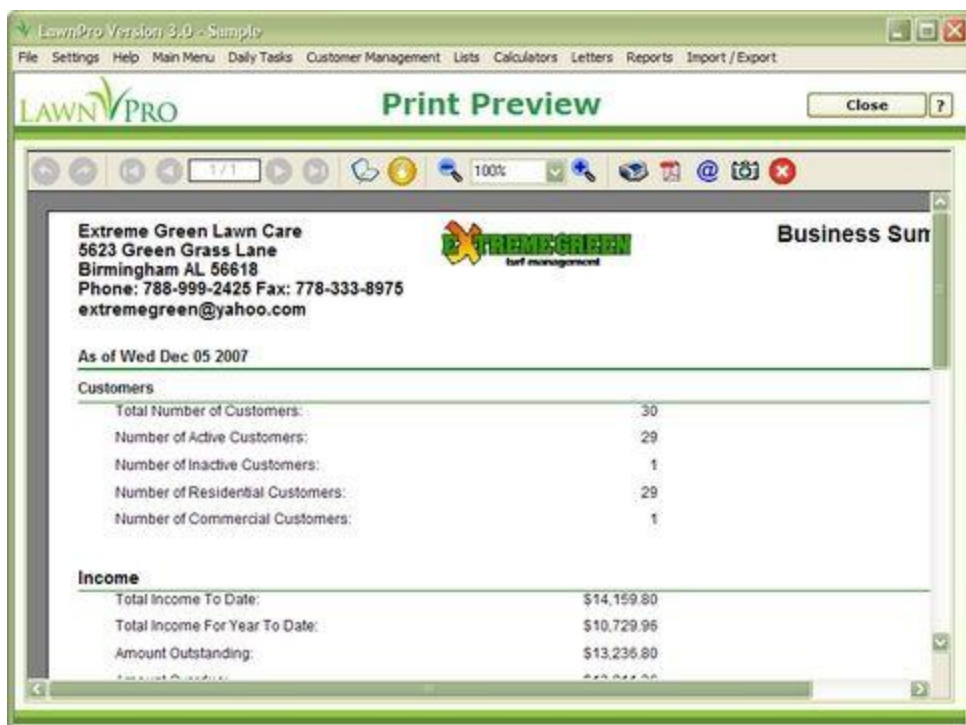 LawnPro Version 3.0 - Sample
File Settings Help Main Menu Daily Tasks Customer Management Lists Calculators Letters Reports Import / Export
LAWN PRO Print Preview Close ?
1 / 1 100% @
Extreme Green Lawn Care
5623 Green Grass Lane
Birmingham AL 56618
Phone: 788-999-2425 Fax: 778-333-8975
extremegreen@yahoo.com
EXTREMEGREEN
turf management
Business Sum
As of Wed Dec 05 2007
Customers
Total Number of Customers: 30
Number of Active Customers: 29
Number of Inactive Customers: 1
Number of Residential Customers: 29
Number of Commercial Customers: 1
Income
Total Income To Date: $14,159.80
Total Income For Year To Date: $10,729.96
Amount Outstanding: $13,236.80